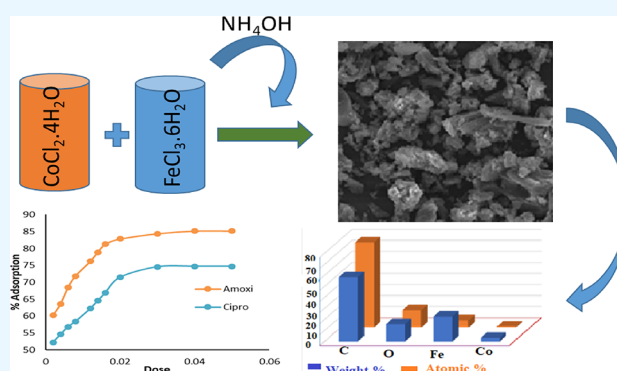 NH₄OH
CoCl₂.4H₂O
FeCl₃.6H₂O
% Adsorption
90
85
80
75
70
65
60
55
50
0
0.02
0.04
0.06
Dose
Amoxi
Cipro
80
70
60
50
40
30
20
10
0
C
O
Fe
Co
Weight %
Atomic %